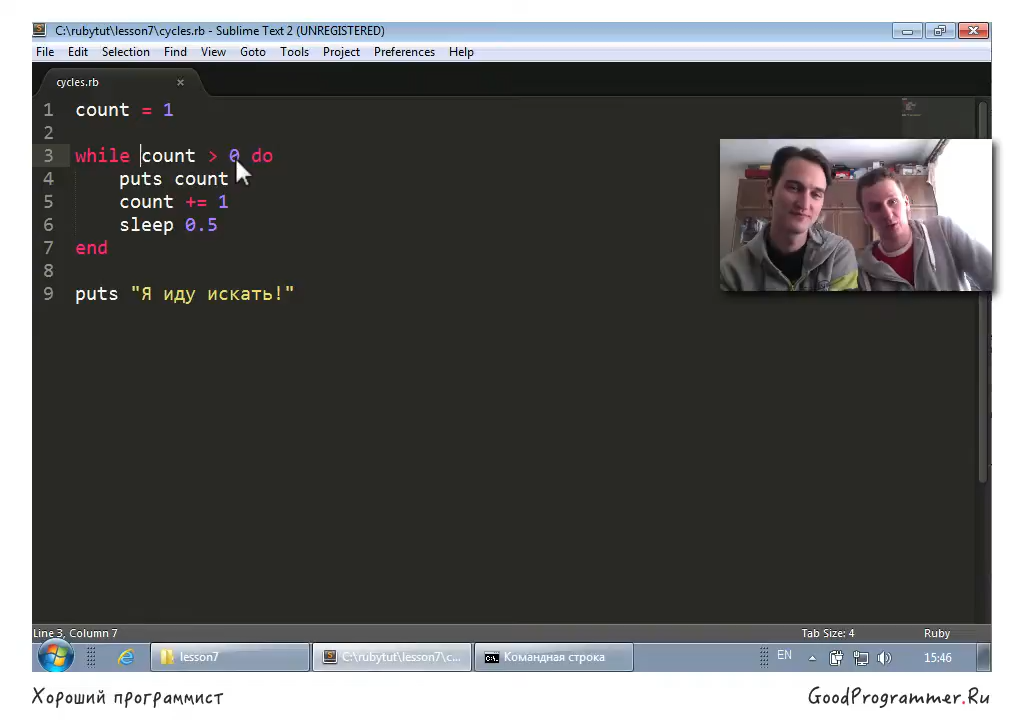 C:\rubytut\lesson7\cycles.rb - Sublime Text 2 (UNREGISTERED)
File Edit Selection Find View Goto Tools Project Preferences Help
cycles.rb
1 count = 1
2
3 while count > 0 do
4 puts count
5 count += 1
6 sleep 0.5
7 end
8
9 puts "Я иду искать!"
Line 3, Column 7 Tab Size: 4 Ruby
lesson7 C:\rubytut\lesson7\c... Командная строка EN 15:46
Хороший программист GoodProgrammer.Ru